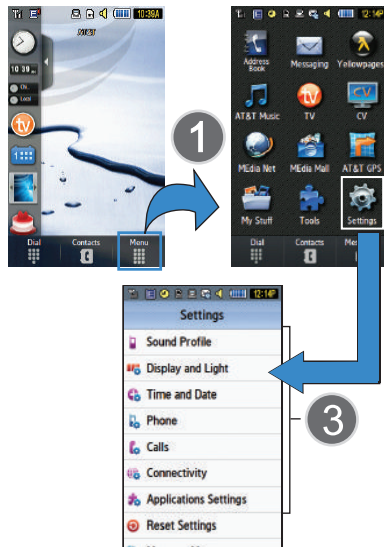 10:39A
AT&T
10 39
Local
tv
Dial Contacts Menu
1
12:14P
Address Book Messaging Yellowpages
AT&T Music TV CV
MEdia Net MEdia Mall AT&T GPS
My Stuff Tools Settings
Dial Contacts
12:14P
Settings
Sound Profile
Display and Light
Time and Date
Phone
Calls
Connectivity
Applications Settings
Reset Settings
3